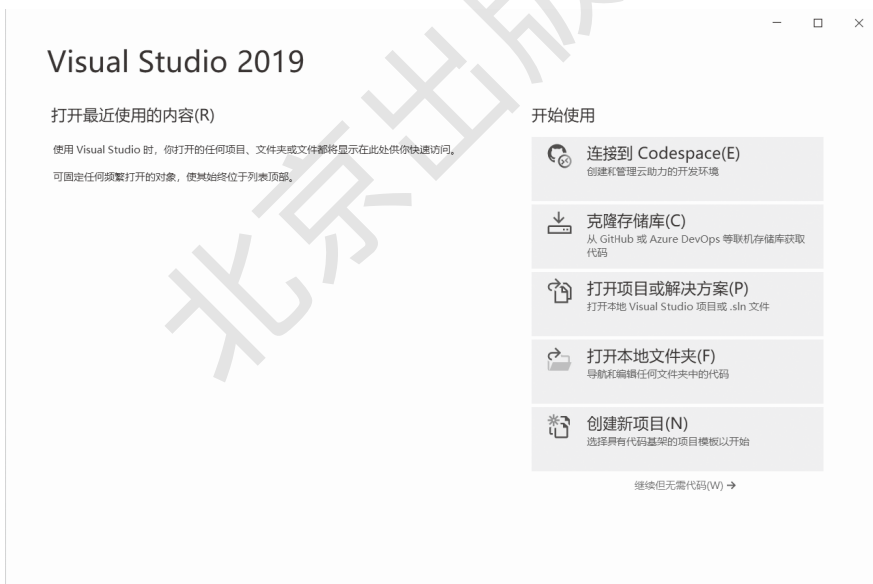 Visual Studio 2019
打开最近使用的内容(R)
使用 Visual Studio 时，你打开的任何项目、文件夹或文件都将显示在此处供你快速访问。
可固定任何频繁打开的对象，使其始终位于列表顶部。
开始使用
连接到 Codespace(E)
创建和管理云助力的开发环境
克隆存储库(C)
从 GitHub 或 Azure DevOps 等联机存储库获取
代码
打开项目或解决方案(P)
打开本地 Visual Studio 项目或 .sln 文件
打开本地文件夹(F)
导航和编辑任何文件夹中的代码
创建新项目(N)
选择具有代码基架的项目模板以开始
继续但无需代码(W) →
北京出版